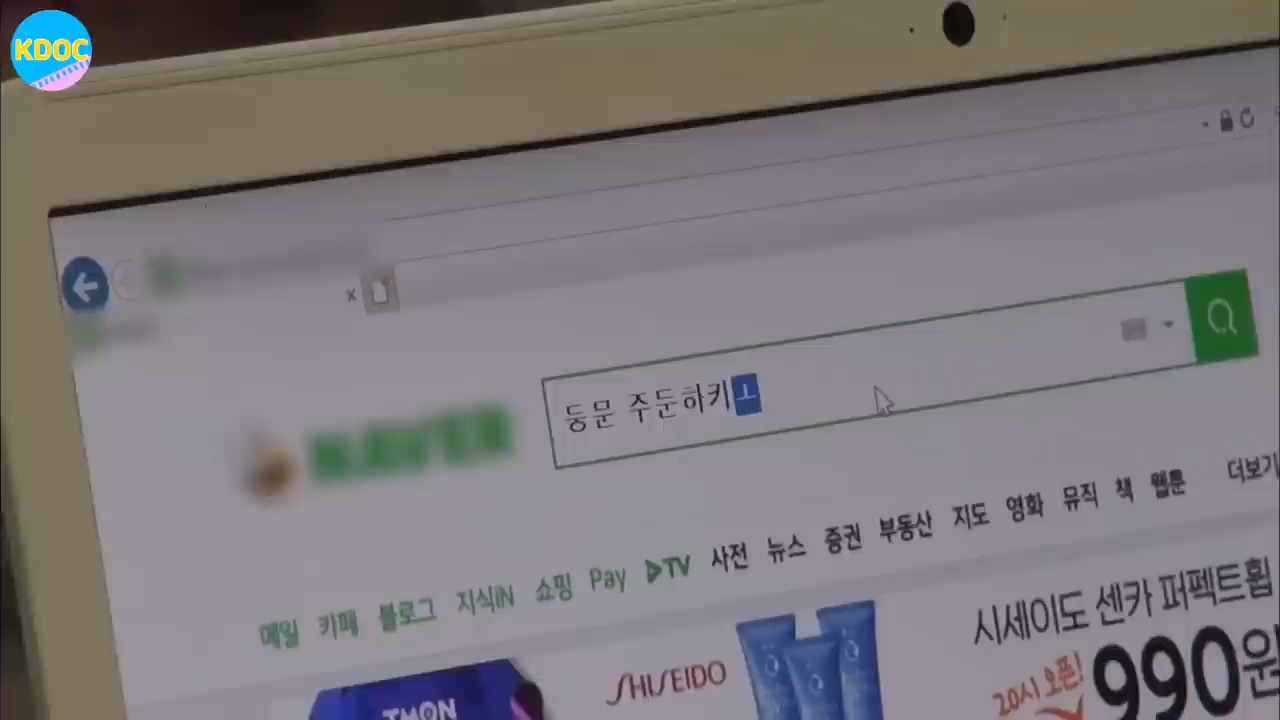 KDOC
둥문 주둔하키ㅗ
메일 카페 블로그 지식iN 쇼핑 Pay TV 사전 뉴스 증권 부동산 지도 영화 뮤직 책 웹툰 더보기
시세이도 센카 퍼펙트휩
SHISEIDO
20시 오픈!
990원
TMON